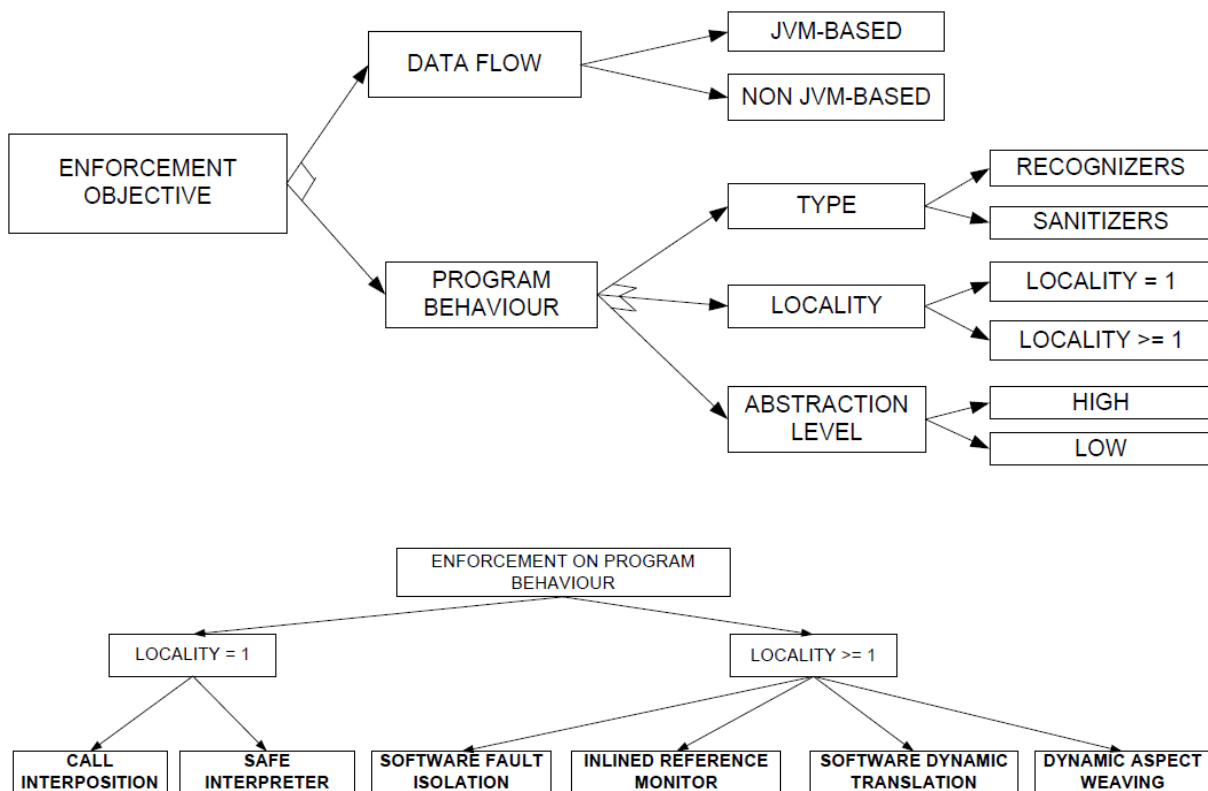 JVM-BASED
DATA FLOW
NON JVM-BASED
ENFORCEMENT
OBJECTIVE
RECOGNIZERS
TYPE
SANITIZERS
PROGRAM
BEHAVIOUR
LOCALITY = 1
LOCALITY
LOCALITY >= 1
ABSTRACTION
LEVEL
HIGH
LOW
ENFORCEMENT ON PROGRAM
BEHAVIOUR
LOCALITY = 1
LOCALITY >= 1
CALL
INTERPOSITION
SAFE
INTERPRETER
SOFTWARE FAULT
ISOLATION
INLINED REFERENCE
MONITOR
SOFTWARE DYNAMIC
TRANSLATION
DYNAMIC ASPECT
WEAVING